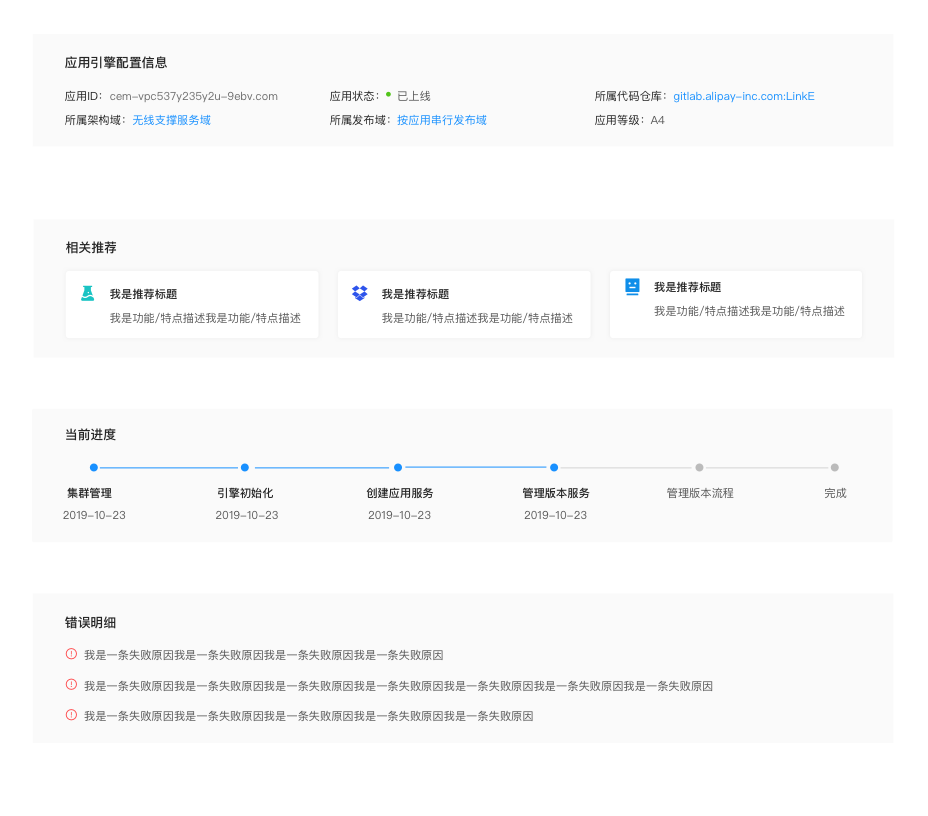 应用引擎配置信息
应用ID： cem-vpc537y235y2u-9ebv.com 应用状态： 已上线 所属代码仓库： gitlab.alipay-inc.com:LinkE
所属架构域： 无线支撑服务域 所属发布域： 按应用串行发布域 应用等级： A4
相关推荐
我是推荐标题 我是推荐标题 我是推荐标题
我是功能/特点描述我是功能/特点描述 我是功能/特点描述我是功能/特点描述 我是功能/特点描述我是功能/特点描述
当前进度
集群管理 引擎初始化 创建应用服务 管理版本服务 管理版本流程 完成
2019-10-23 2019-10-23 2019-10-23 2019-10-23
错误明细
我是一条失败原因我是一条失败原因我是一条失败原因我是一条失败原因
我是一条失败原因我是一条失败原因我是一条失败原因我是一条失败原因我是一条失败原因我是一条失败原因我是一条失败原因
我是一条失败原因我是一条失败原因我是一条失败原因我是一条失败原因我是一条失败原因